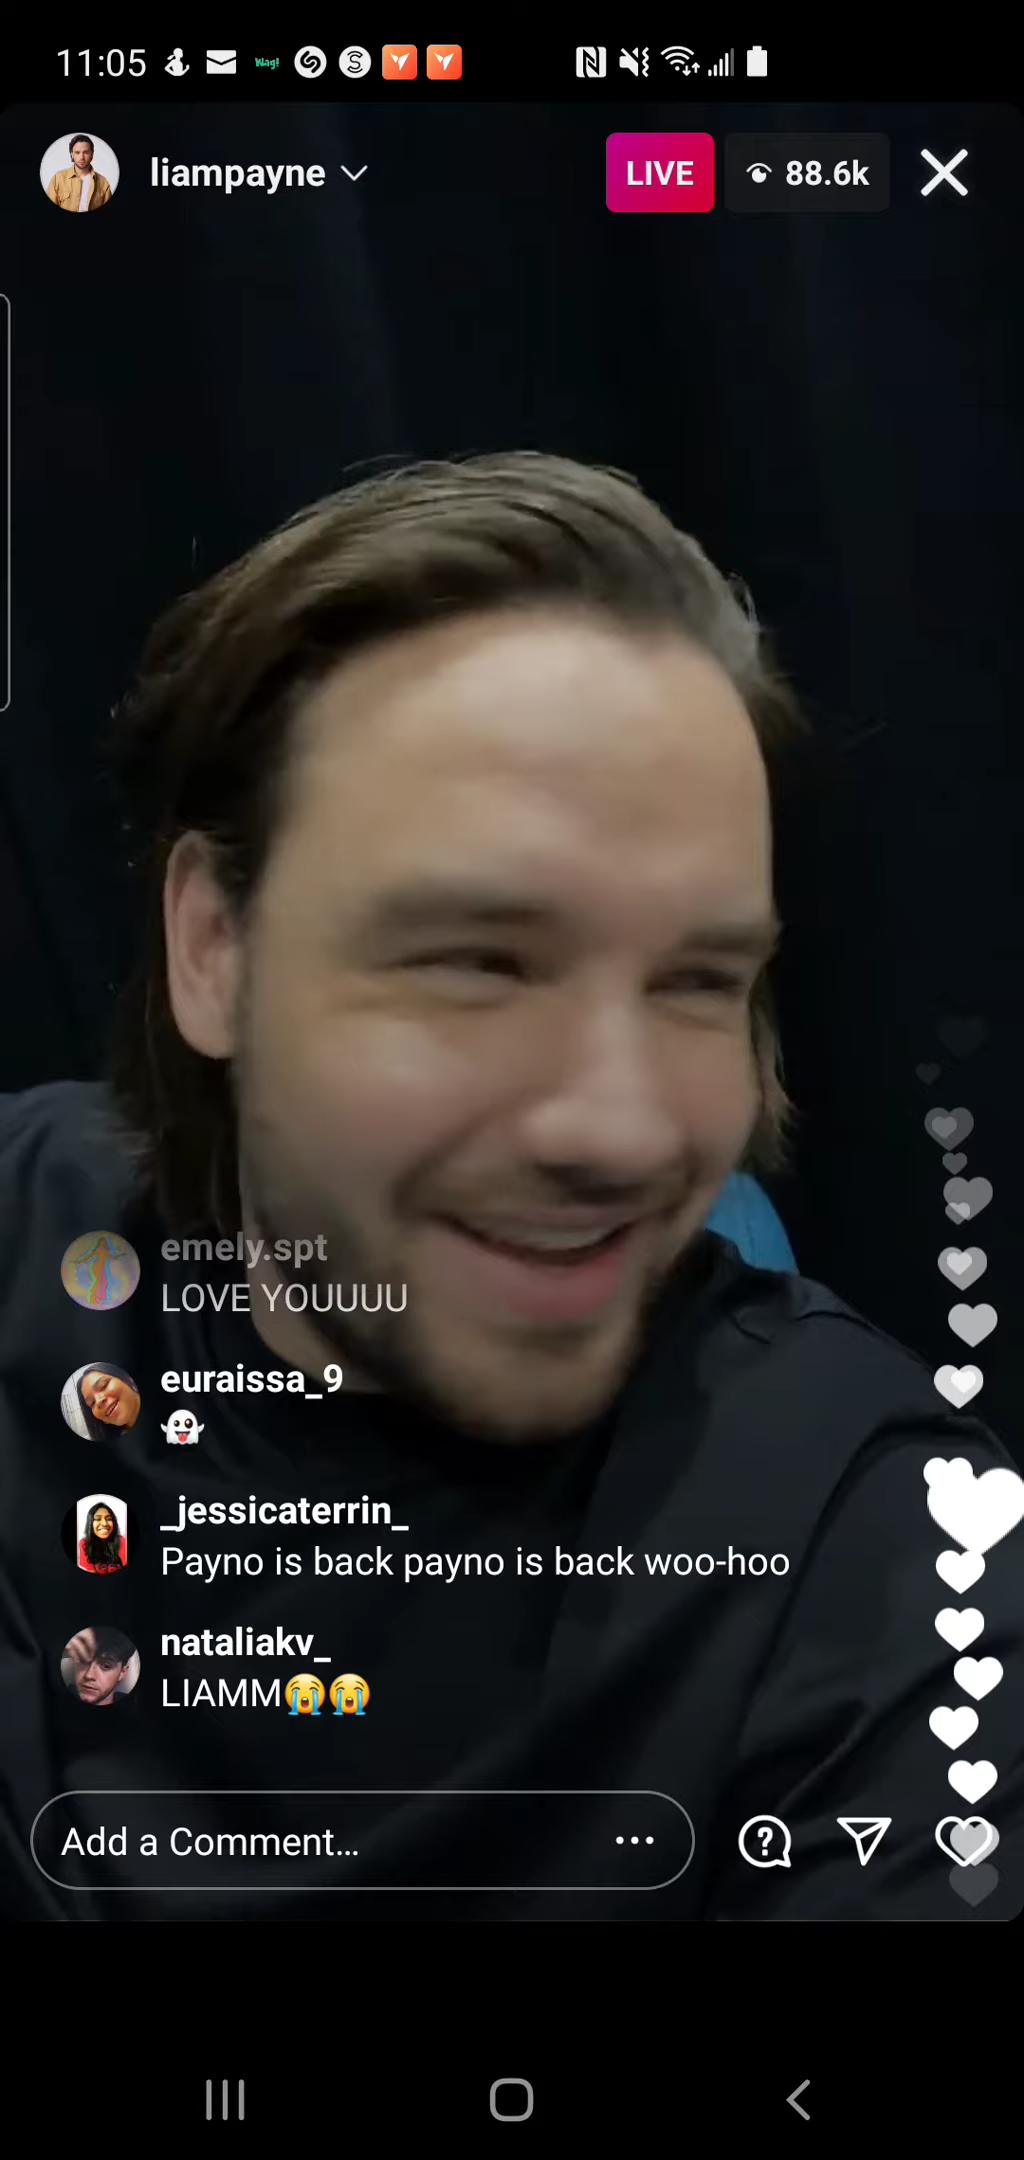 11:05 Wag!
liampayne LIVE 88.6k
emely.spt
LOVE YOUUUU
euraissa_9
👻
_jessicaterrin_
Payno is back payno is back woo-hoo
nataliakv_
LIAMM😭😭
Add a Comment...